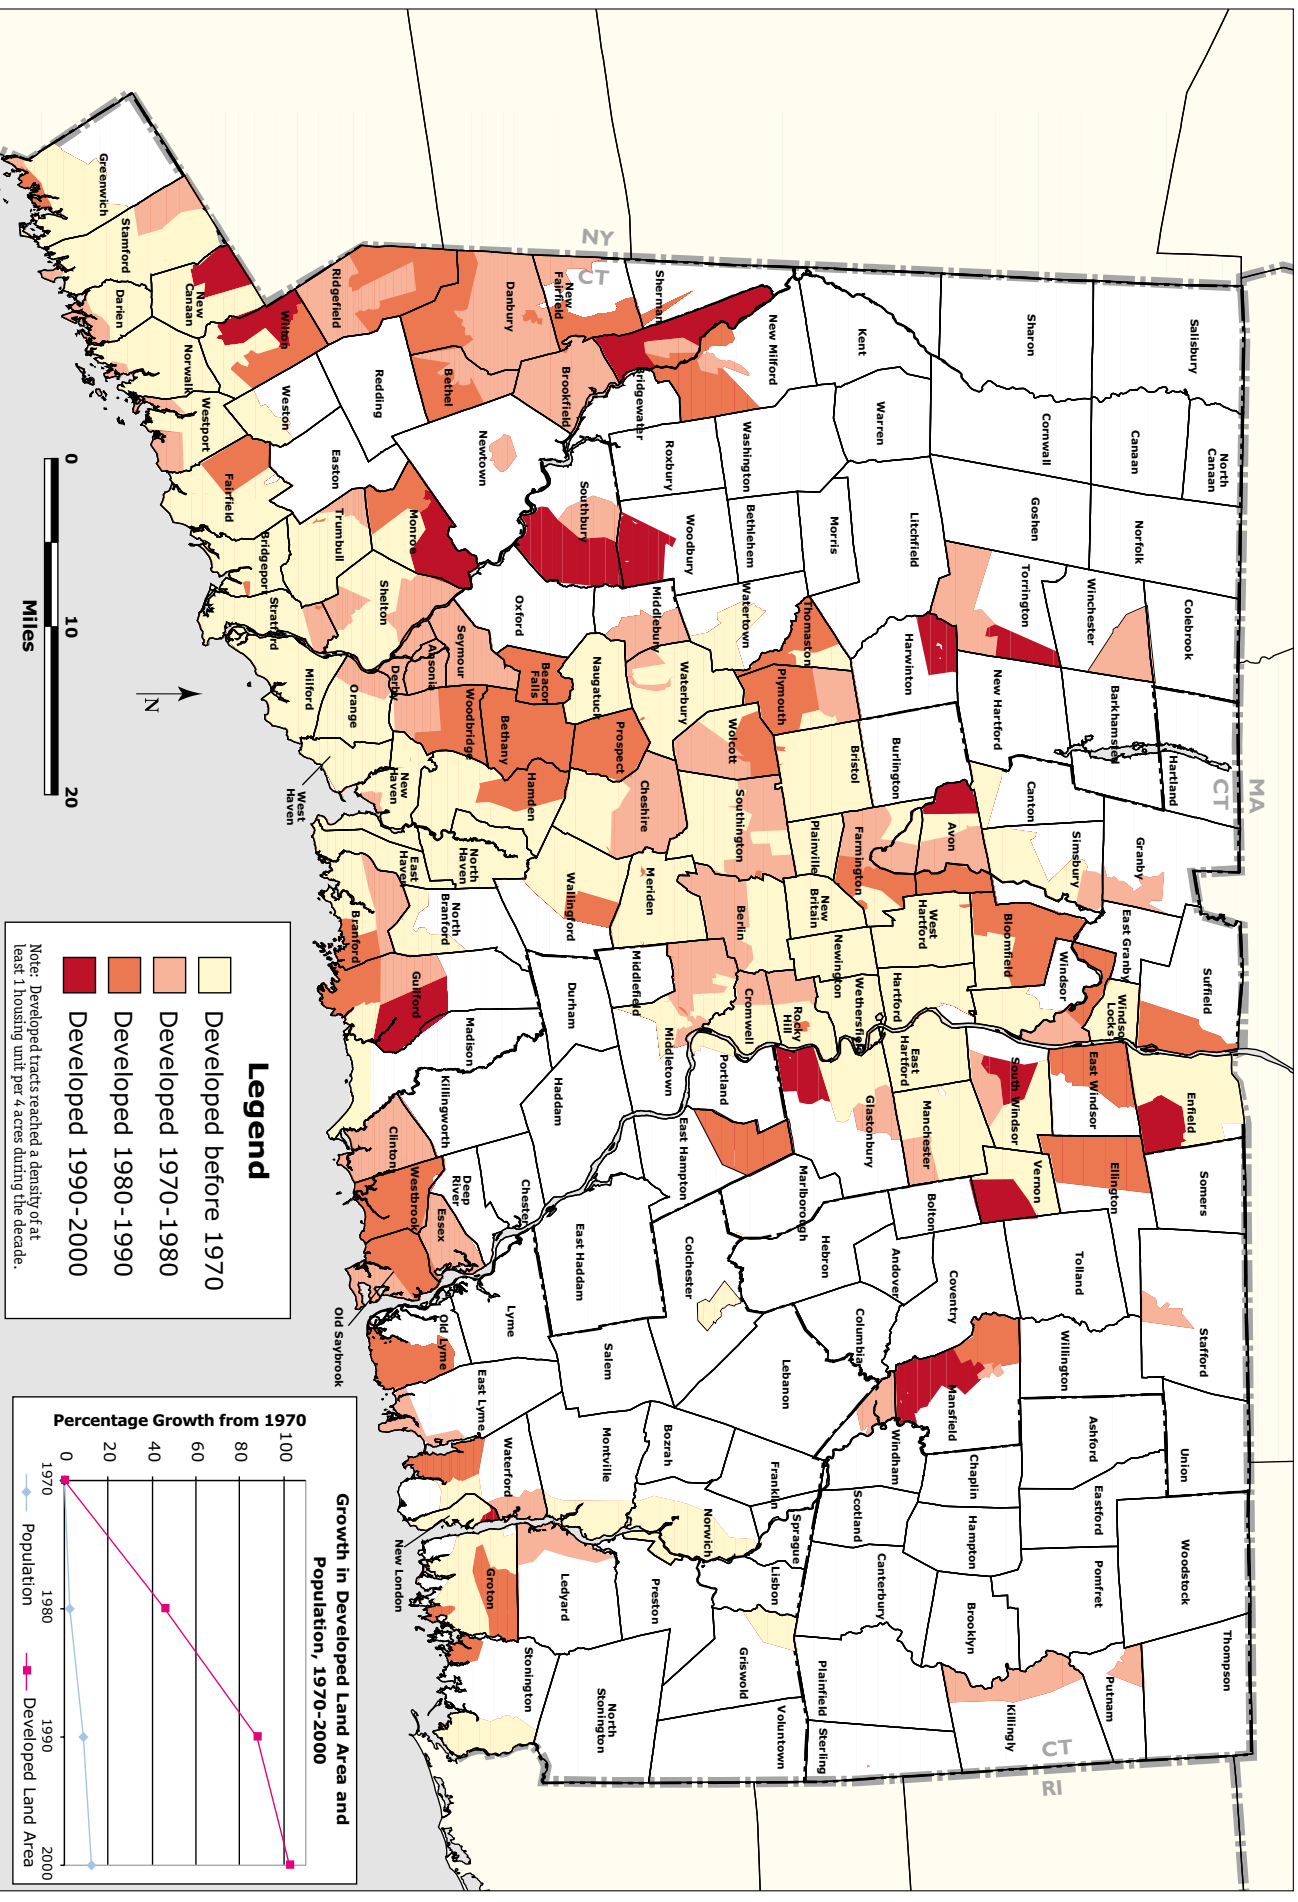 NY
CT
MA
CT
CT
RI
Salisbury
North
Canaan
Canaan
Norfolk
Colebrook
Hartland
Granby
East Granby
Suffield
Enfield
Somers
Stafford
Union
Woodstock
Thompson
Sharon
Cornwall
Goshen
Torrington
Winchester
Barkhamsted
New Hartford
Canton
Simsbury
Bloomfield
Windsor
Windsor
Locks
East Windsor
South Windsor
Ellington
Vernon
Tolland
Willington
Ashford
Eastford
Pomfret
Putnam
Killingly
Kent
Warren
Litchfield
Harwinton
Burlington
Avon
Farmington
West
Hartford
Hartford
East
Hartford
Manchester
Bolton
Andover
Coventry
Columbia
Mansfield
Windham
Chaplin
Hampton
Scotland
Brooklyn
Canterbury
Plainfield
Sterling
Sherman
New Milford
Bridgewater
Washington
Roxbury
Morris
Bethlehem
Woodbury
Watertown
Thomaston
Plymouth
Bristol
Plainville
New
Britain
Newington
Wethersfield
Rocky
Hill
Glastonbury
Marlborough
Hebron
Lebanon
Franklin
Sprague
Lisbon
Griswold
Voluntown
New
Fairfield
Danbury
Brookfield
Bethel
Newtown
Southbury
Middlebury
Waterbury
Wolcott
Southington
Berlin
Cromwell
Middletown
Middlefield
Portland
East Hampton
Colchester
Bozrah
Norwich
Preston
Ridgefield
Redding
Oxford
Naugatuck
Beacon
Falls
Prospect
Cheshire
Meriden
Wallingford
Durham
Haddam
East Haddam
Salem
Montville
Ledyard
North
Stonington
Wilton
Weston
Easton
Monroe
Trumbull
Shelton
Seymour
Ansonia
Derby
Woodbridge
Bethany
Hamden
North
Haven
New
Haven
East
Haven
North
Branford
Branford
Guilford
Madison
Killingworth
Chester
Deep
River
Essex
Clinton
Westbrook
Old Saybrook
Lyme
Old Lyme
East Lyme
Waterford
New London
Groton
Stonington
Greenwich
Stamford
New
Canaan
Darien
Norwalk
Westport
Fairfield
Bridgeport
Stratford
Milford
Orange
West
Haven
0
10
20
Miles
N
Legend
Developed before 1970
Developed 1970-1980
Developed 1980-1990
Developed 1990-2000
Note: Developed tracts reached a density of at
least 1 housing unit per 4 acres during the decade.
Growth in Developed Land Area and
Population, 1970-2000
Percentage Growth from 1970
100
80
60
40
20
0
1970
1980
1990
2000
Population
Developed Land Area